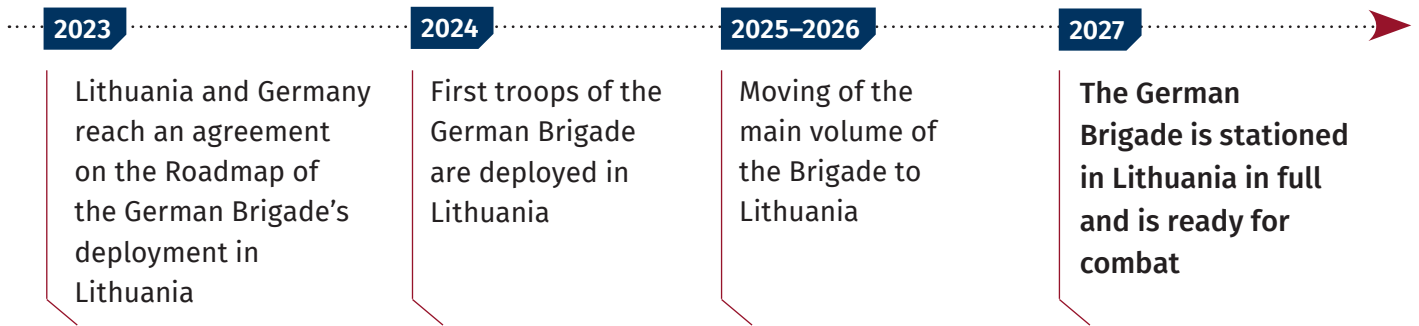 2023
Lithuania and Germany
reach an agreement
on the Roadmap of
the German Brigade’s
deployment in
Lithuania
2024
First troops of the
German Brigade
are deployed in
Lithuania
2025–2026
Moving of the
main volume of
the Brigade to
Lithuania
2027
The German
Brigade is stationed
in Lithuania in full
and is ready for
combat